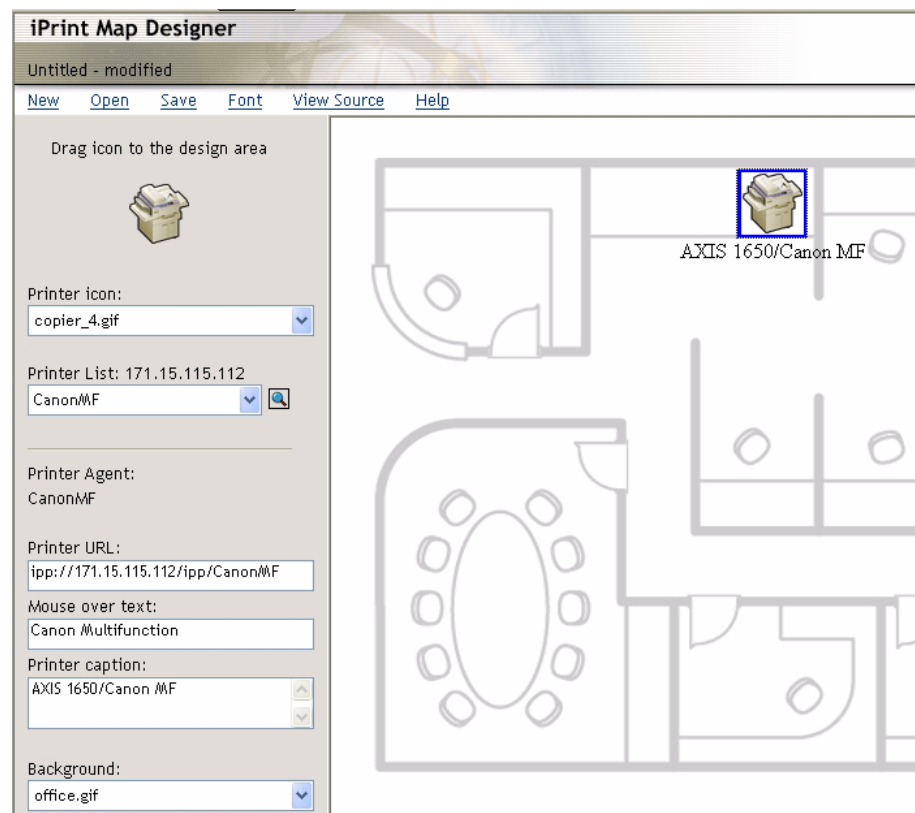 iPrint Map Designer
Untitled - modified
New Open Save Font View Source Help
Drag icon to the design area
Printer icon:
copier_4.gif
Printer List: 171.15.115.112
CanonMF
Printer Agent:
CanonMF
Printer URL:
ipp://171.15.115.112/ipp/CanonMF
Mouse over text:
Canon Multifunction
Printer caption:
AXIS 1650/Canon MF
Background:
office.gif
AXIS 1650/Canon MF